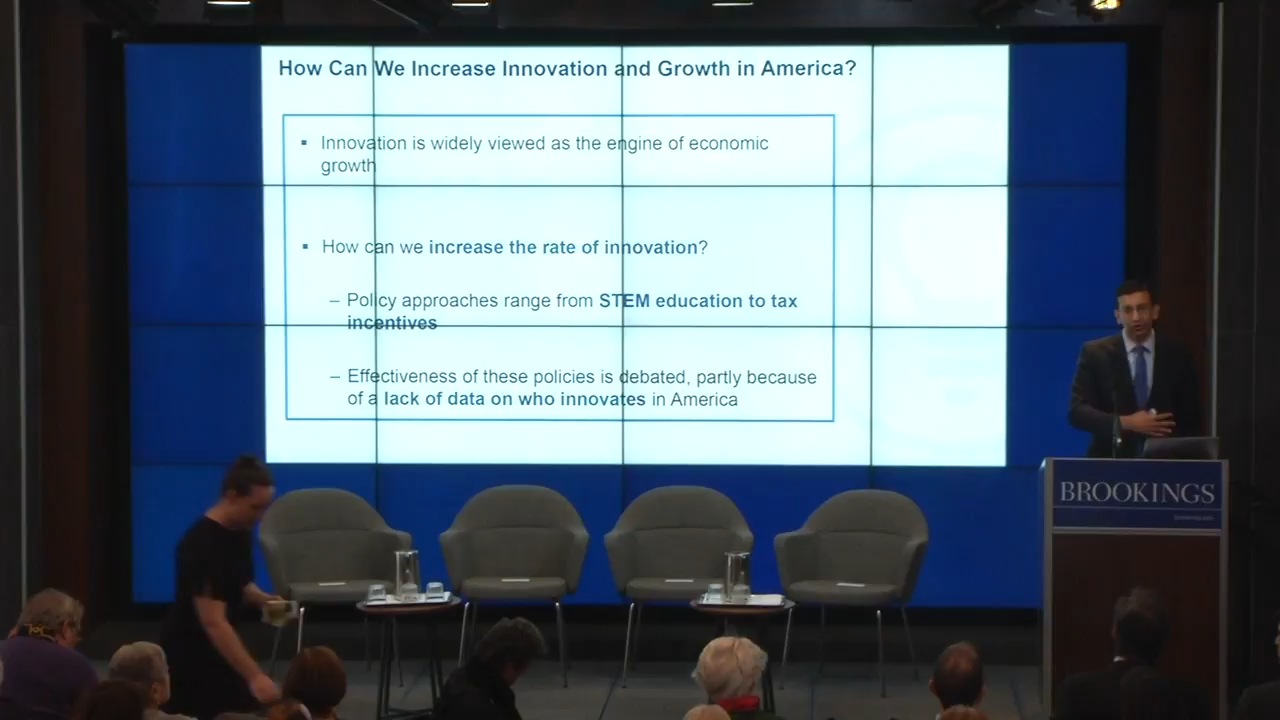 How Can We Increase Innovation and Growth in America?
▪ Innovation is widely viewed as the engine of economic
growth
▪ How can we increase the rate of innovation?
– Policy approaches range from STEM education to tax
incentives
– Effectiveness of these policies is debated, partly because
of a lack of data on who innovates in America
BROOKINGS